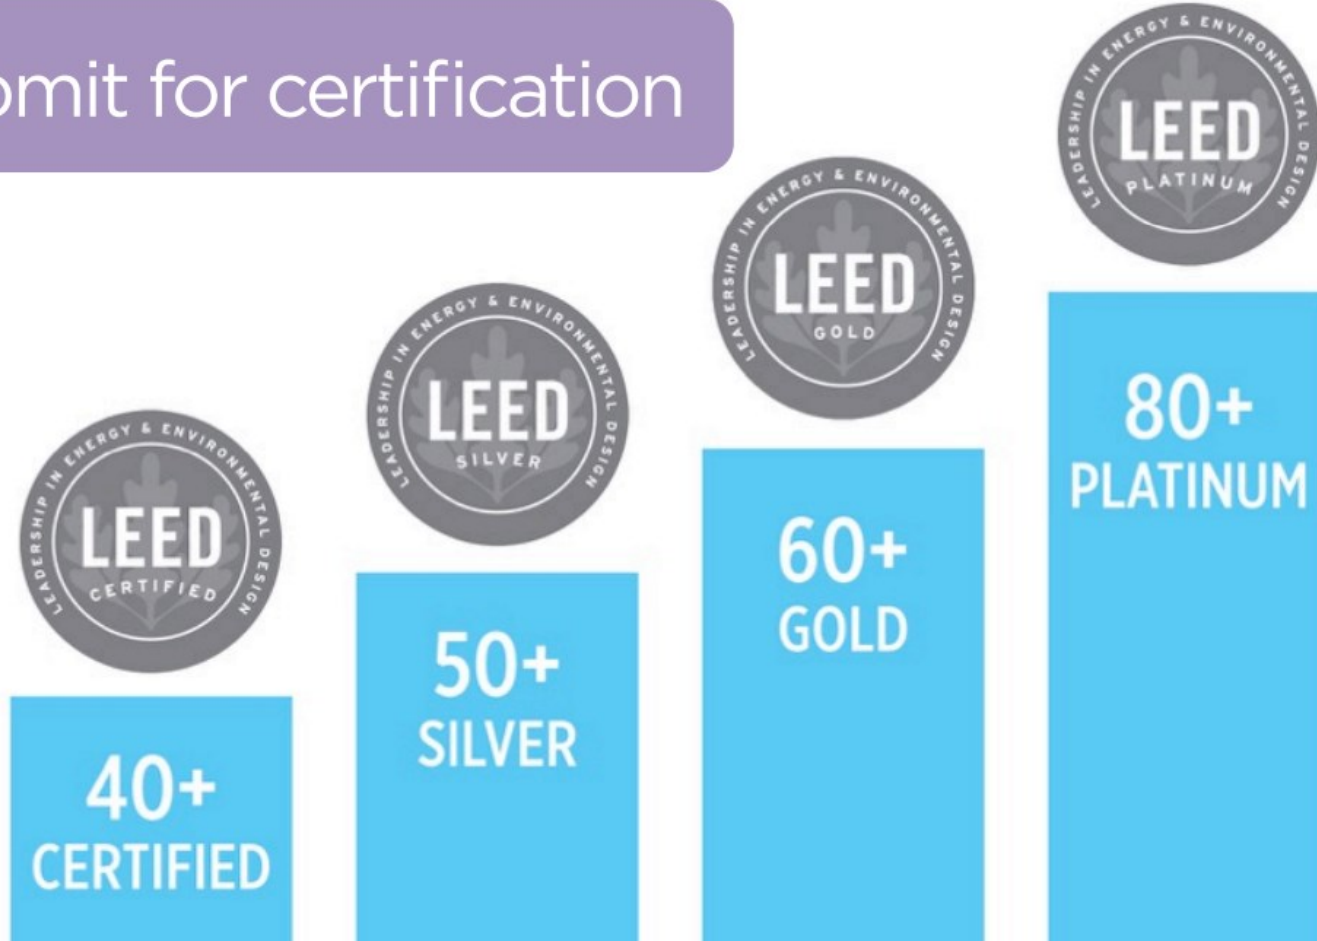 omit for certification
LEADERSHIP IN ENERGY & ENVIRONMENTAL DESIGN
LEED
PLATINUM
LEADERSHIP IN ENERGY & ENVIRONMENTAL DESIGN
LEED
GOLD
LEADERSHIP IN ENERGY & ENVIRONMENTAL DESIGN
LEED
SILVER
LEADERSHIP IN ENERGY & ENVIRONMENTAL DESIGN
LEED
CERTIFIED
80+
PLATINUM
60+
GOLD
50+
SILVER
40+
CERTIFIED